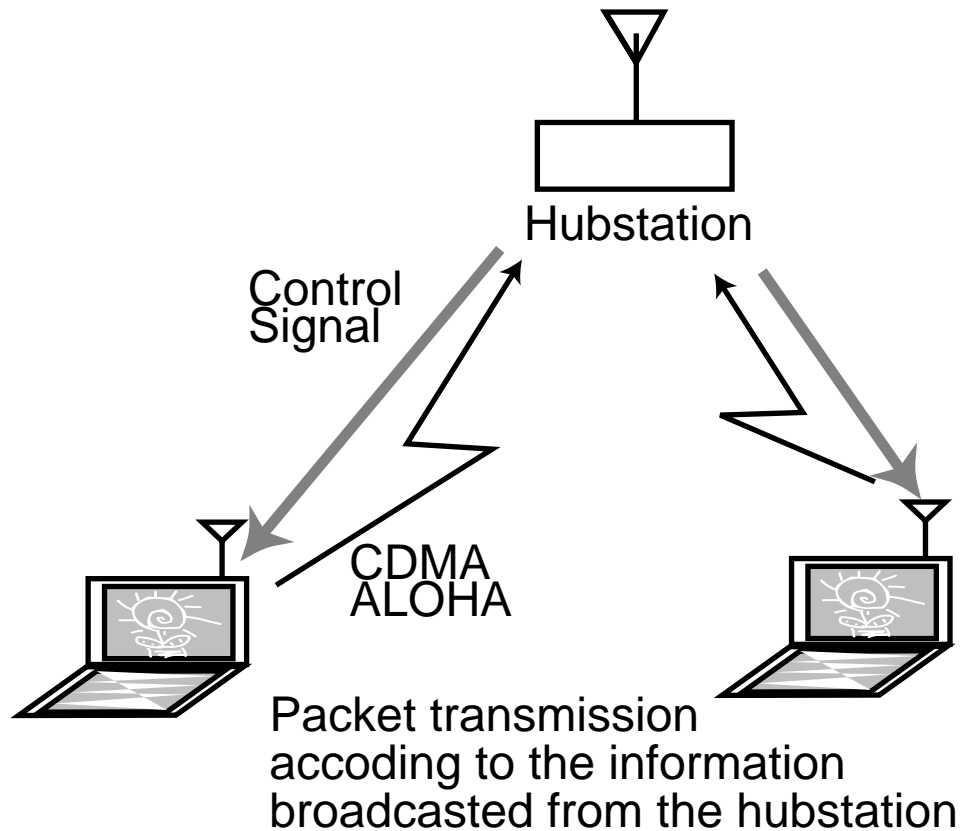 Hubstation
Control
Signal
CDMA
ALOHA
Packet transmission
accoding to the information
broadcasted from the hubstation